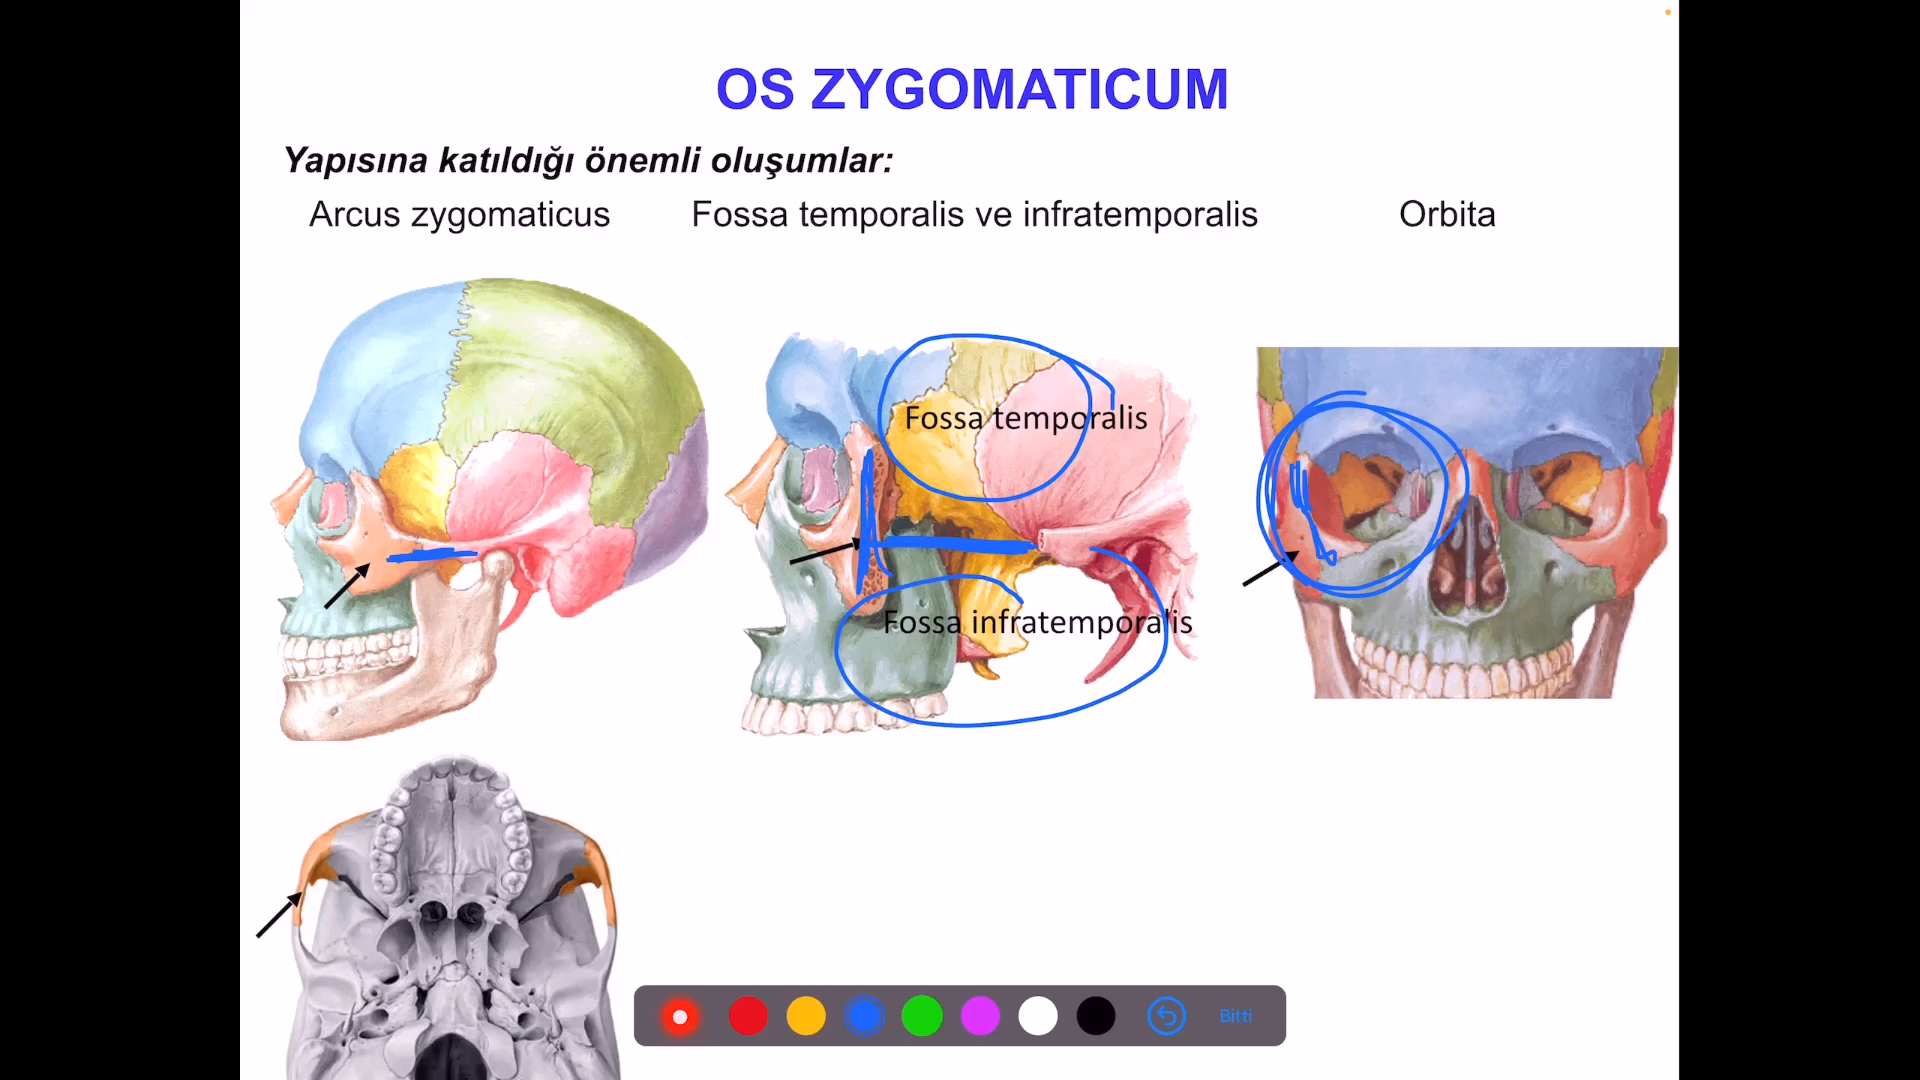 OS ZYGOMATICUM
Yapısına katıldığı önemli oluşumlar:
Arcus zygomaticus
Fossa temporalis ve infratemporalis
Orbita
Fossa temporalis
Fossa infratemporalis
Bitti